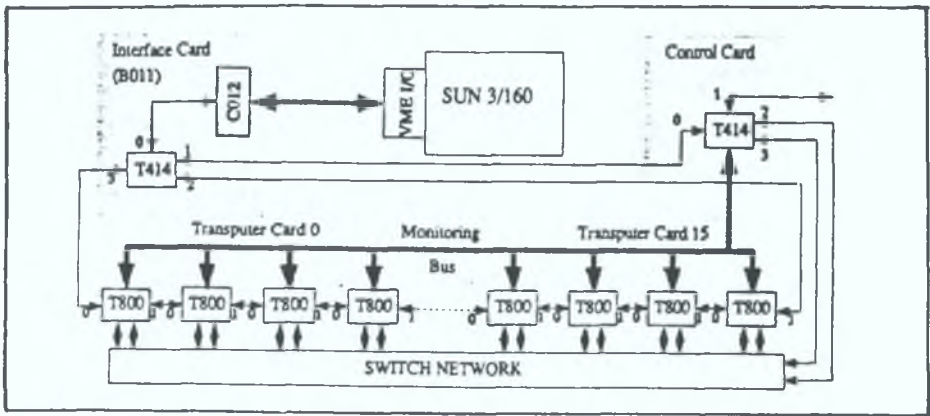 Interface Card
(B011)
C012
VME I/C
SUN 3/160
Control Card
1
0
2
T414
3
0
T414
1
2
3
Transputer Card 0
Monitoring
Bus
Transputer Card 15
T800
T800
T800
T800
T800
T800
T800
T800
SWITCH NETWORK